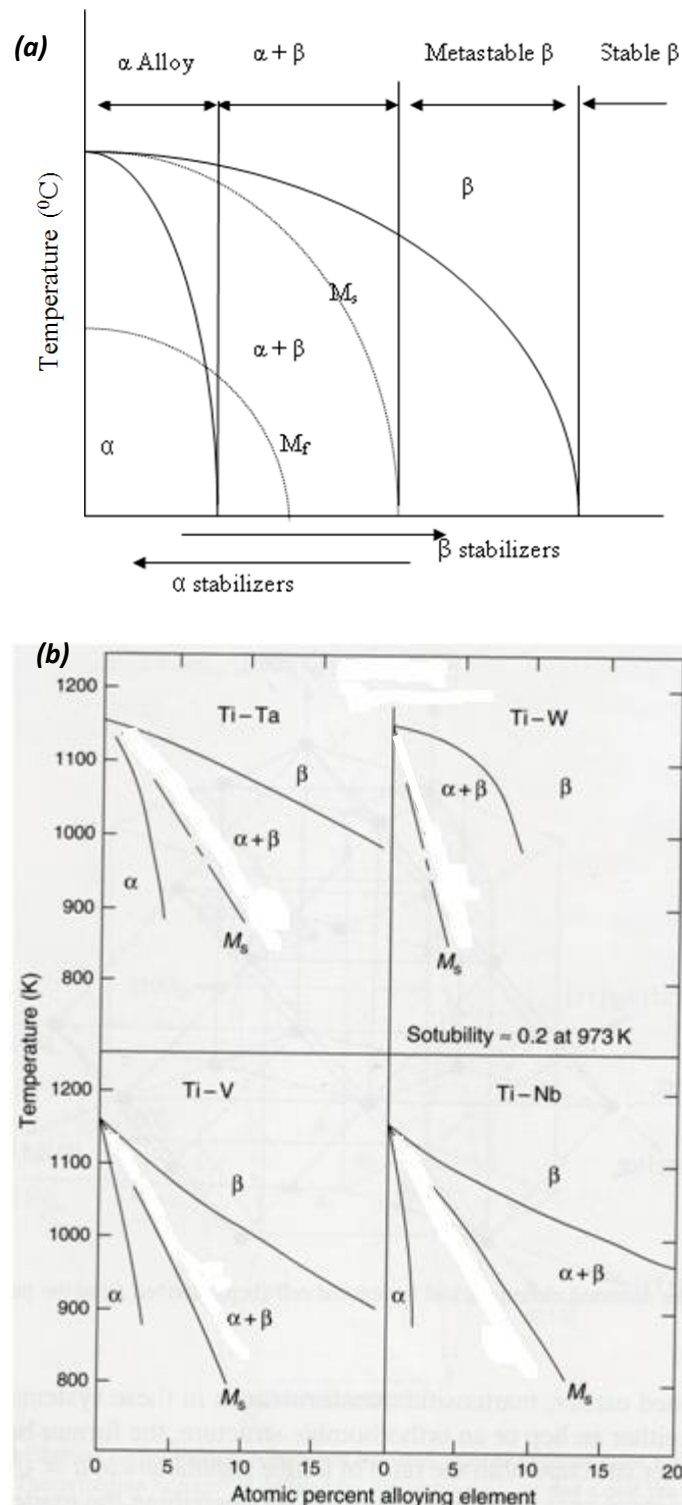 (a)
α Alloy
α + β
Metastable β
Stable β
Temperature (⁰C)
β
Mₛ
α + β
α
M_f
β stabilizers
α stabilizers
(b)
1200
Ti–Ta
Ti–W
β
1100
α + β
β
1000
α + β
α
900
Mₛ
Mₛ
800
Sotubility = 0.2 at 973 K
Temperature (K)
Ti–V
Ti–Nb
1200
1100
β
β
1000
α + β
900
α
α + β
α
800
Mₛ
Mₛ
0 5 10 15 0 5 10 15 20
Atomic percent alloying element